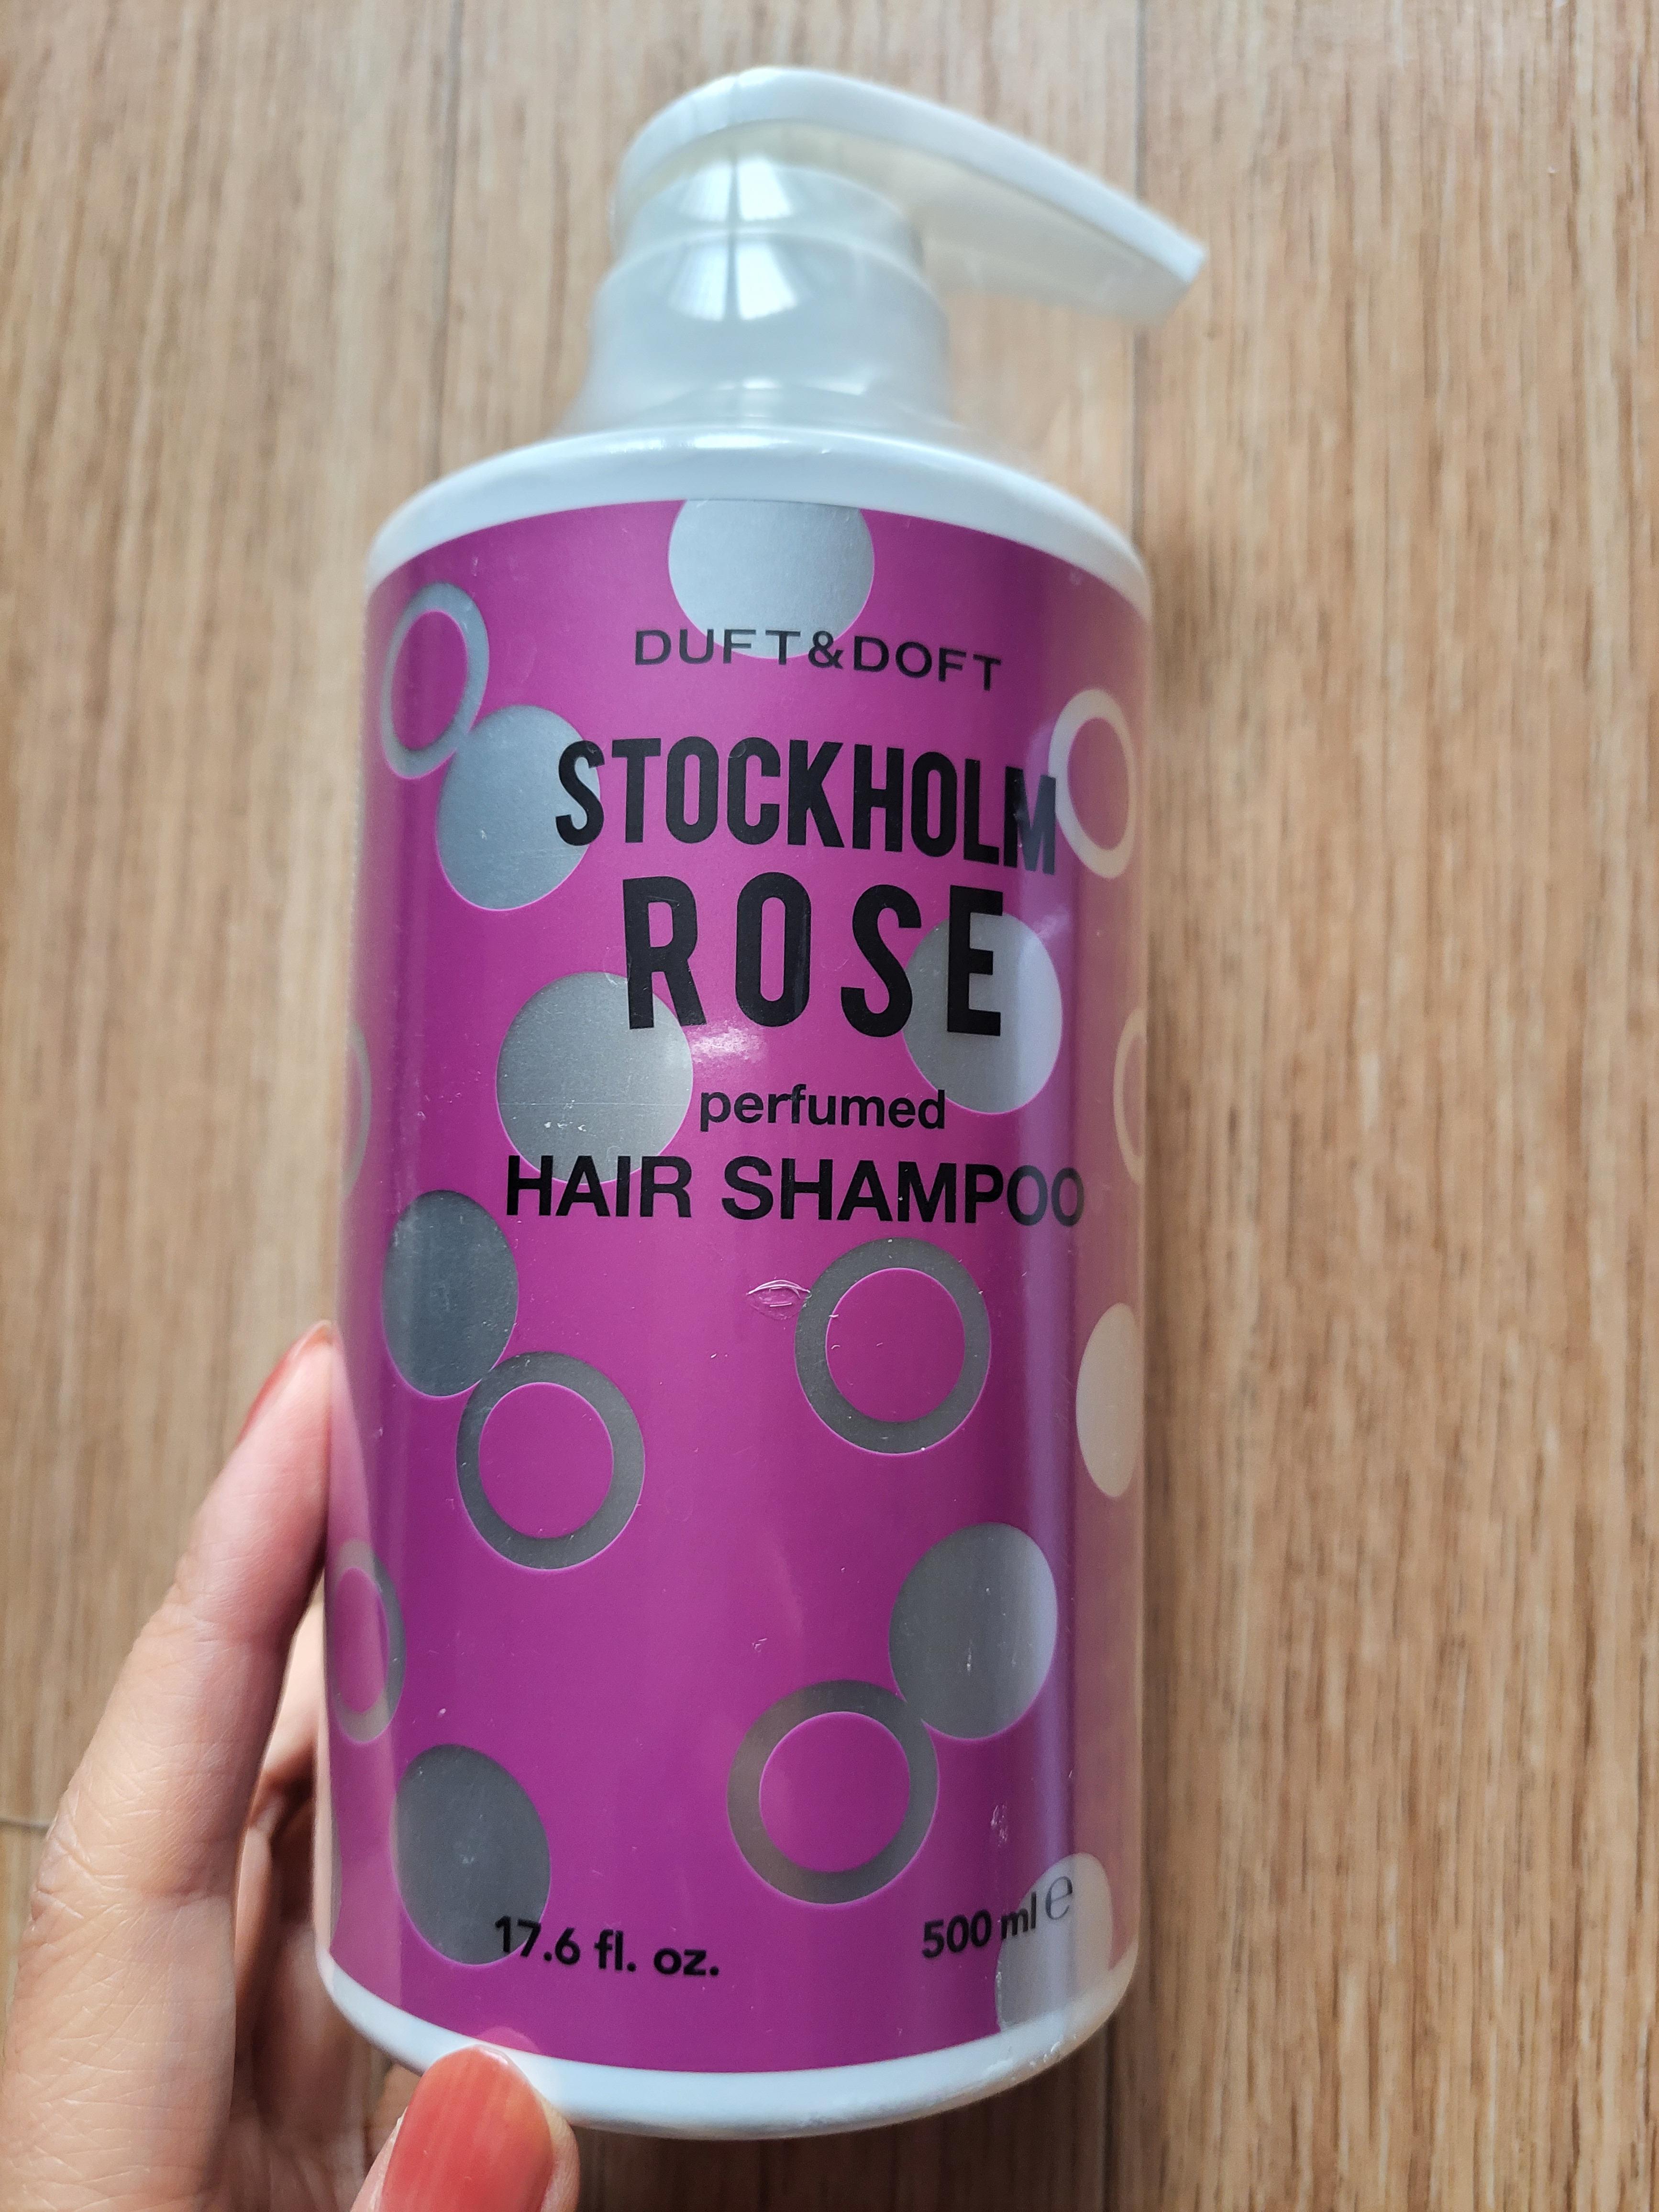 DUFT&DOFT
STOCKHOLM
ROSE
perfumed
HAIR SHAMPOO
17.6 fl. oz. 500 ml ℮